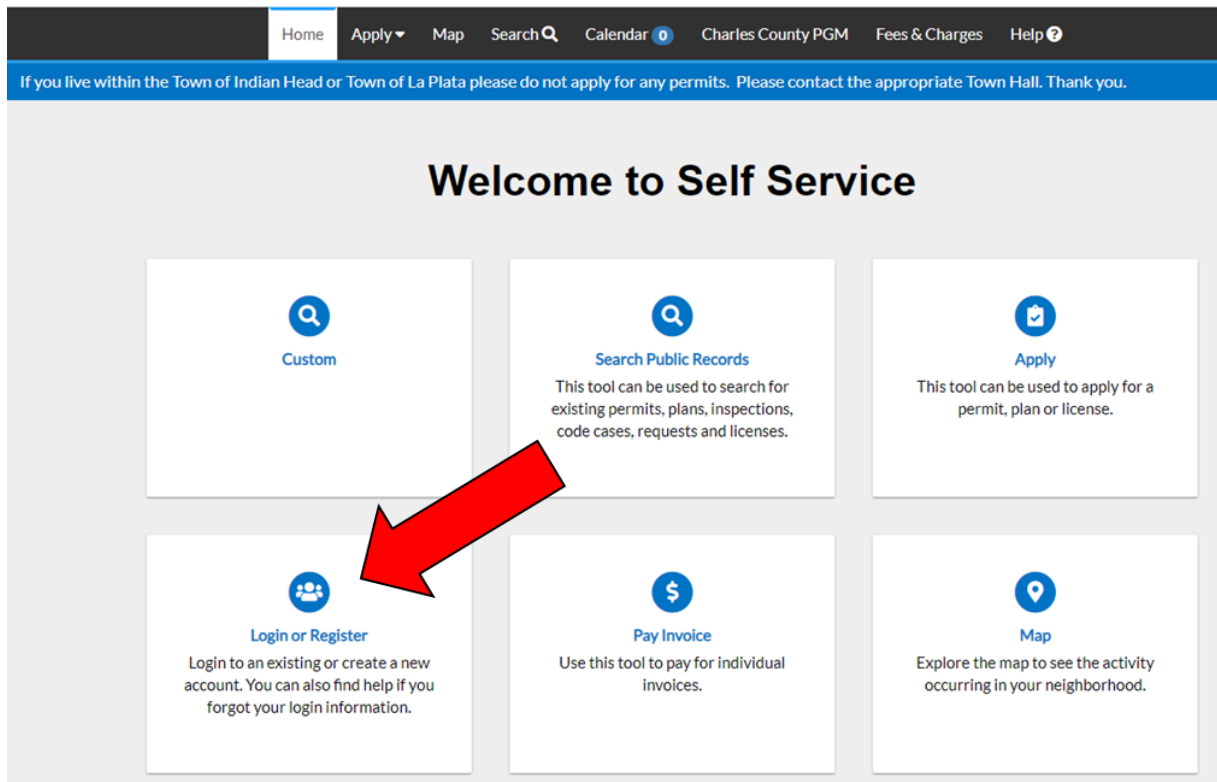 Home Apply Map Search Calendar 0 Charles County PGM Fees & Charges Help ?
If you live within the Town of Indian Head or Town of La Plata please do not apply for any permits. Please contact the appropriate Town Hall. Thank you.
Welcome to Self Service
Custom
Search Public Records
This tool can be used to search for
existing permits, plans, inspections,
code cases, requests and licenses.
Apply
This tool can be used to apply for a
permit, plan or license.
Login or Register
Login to an existing or create a new
account. You can also find help if you
forgot your login information.
$
Pay Invoice
Use this tool to pay for individual
invoices.
Map
Explore the map to see the activity
occurring in your neighborhood.